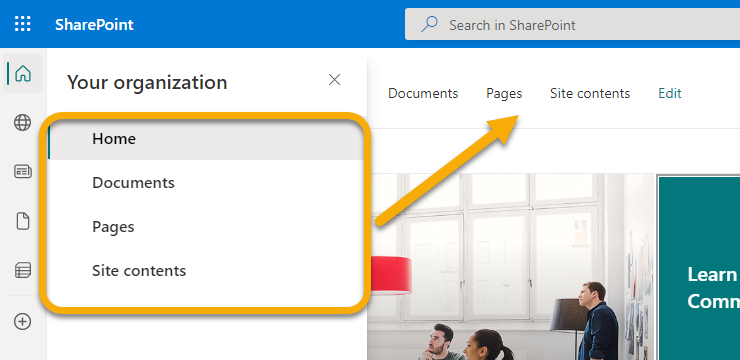 SharePoint
Search in SharePoint
Your organization
Documents Pages Site contents Edit
Home
Documents
Pages
Site contents
Learn
Comm